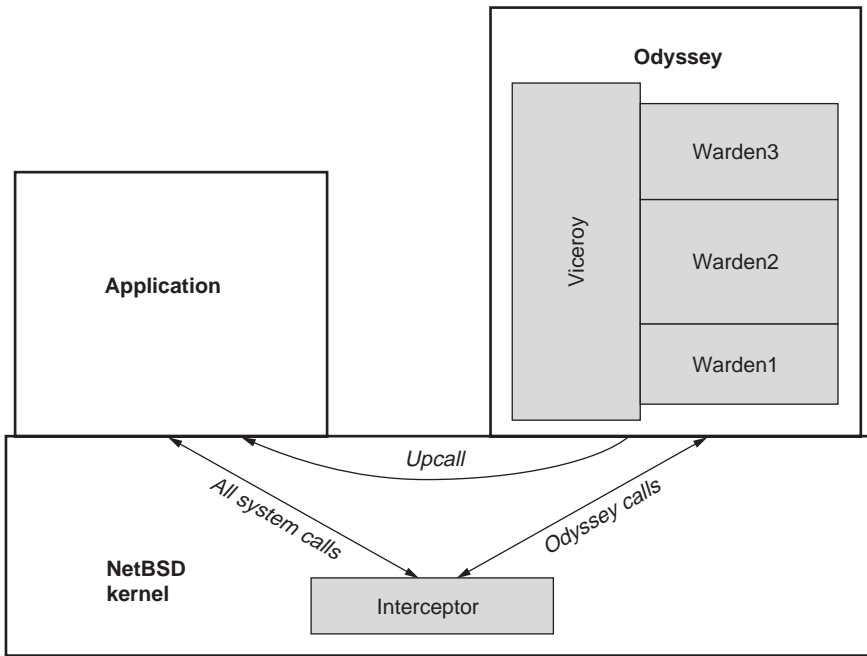 Odyssey
Viceroy
Warden3
Warden2
Warden1
Application
Upcall
All system calls
Odyssey calls
NetBSD
kernel
Interceptor